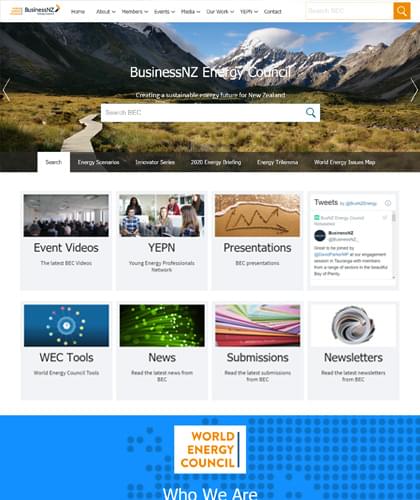 BusinessNZ
Home About Members Events Media Our Work YEPN Contact
Search BEC
BusinessNZ Energy Council
Creating a sustainable energy future for New Zealand
Search BEC
Search Energy Scenarios Innovator Series 2020 Energy Briefing Energy Trilemma World Energy Issues Map
Event Videos
The latest BEC Videos
YEPN
Young Energy Professionals
Network
Presentations
BEC presentations
Tweets by @BusNZEnergy
BusNZ Energy Council
Retweeted
BusinessNZ
@BusinessNZ_
Great to be joined by
@DavidParkerMP at our engagement
session in Tauranga with members
from a range of sectors in the beautiful
Bay of Plenty.
WEC Tools
World Energy Council Tools
News
Read the latest news from
BEC
Submissions
Read the latest submissions
from BEC
Newsletters
Read the latest newsletters
from BEC
WORLD
ENERGY
COUNCIL
Who We Are